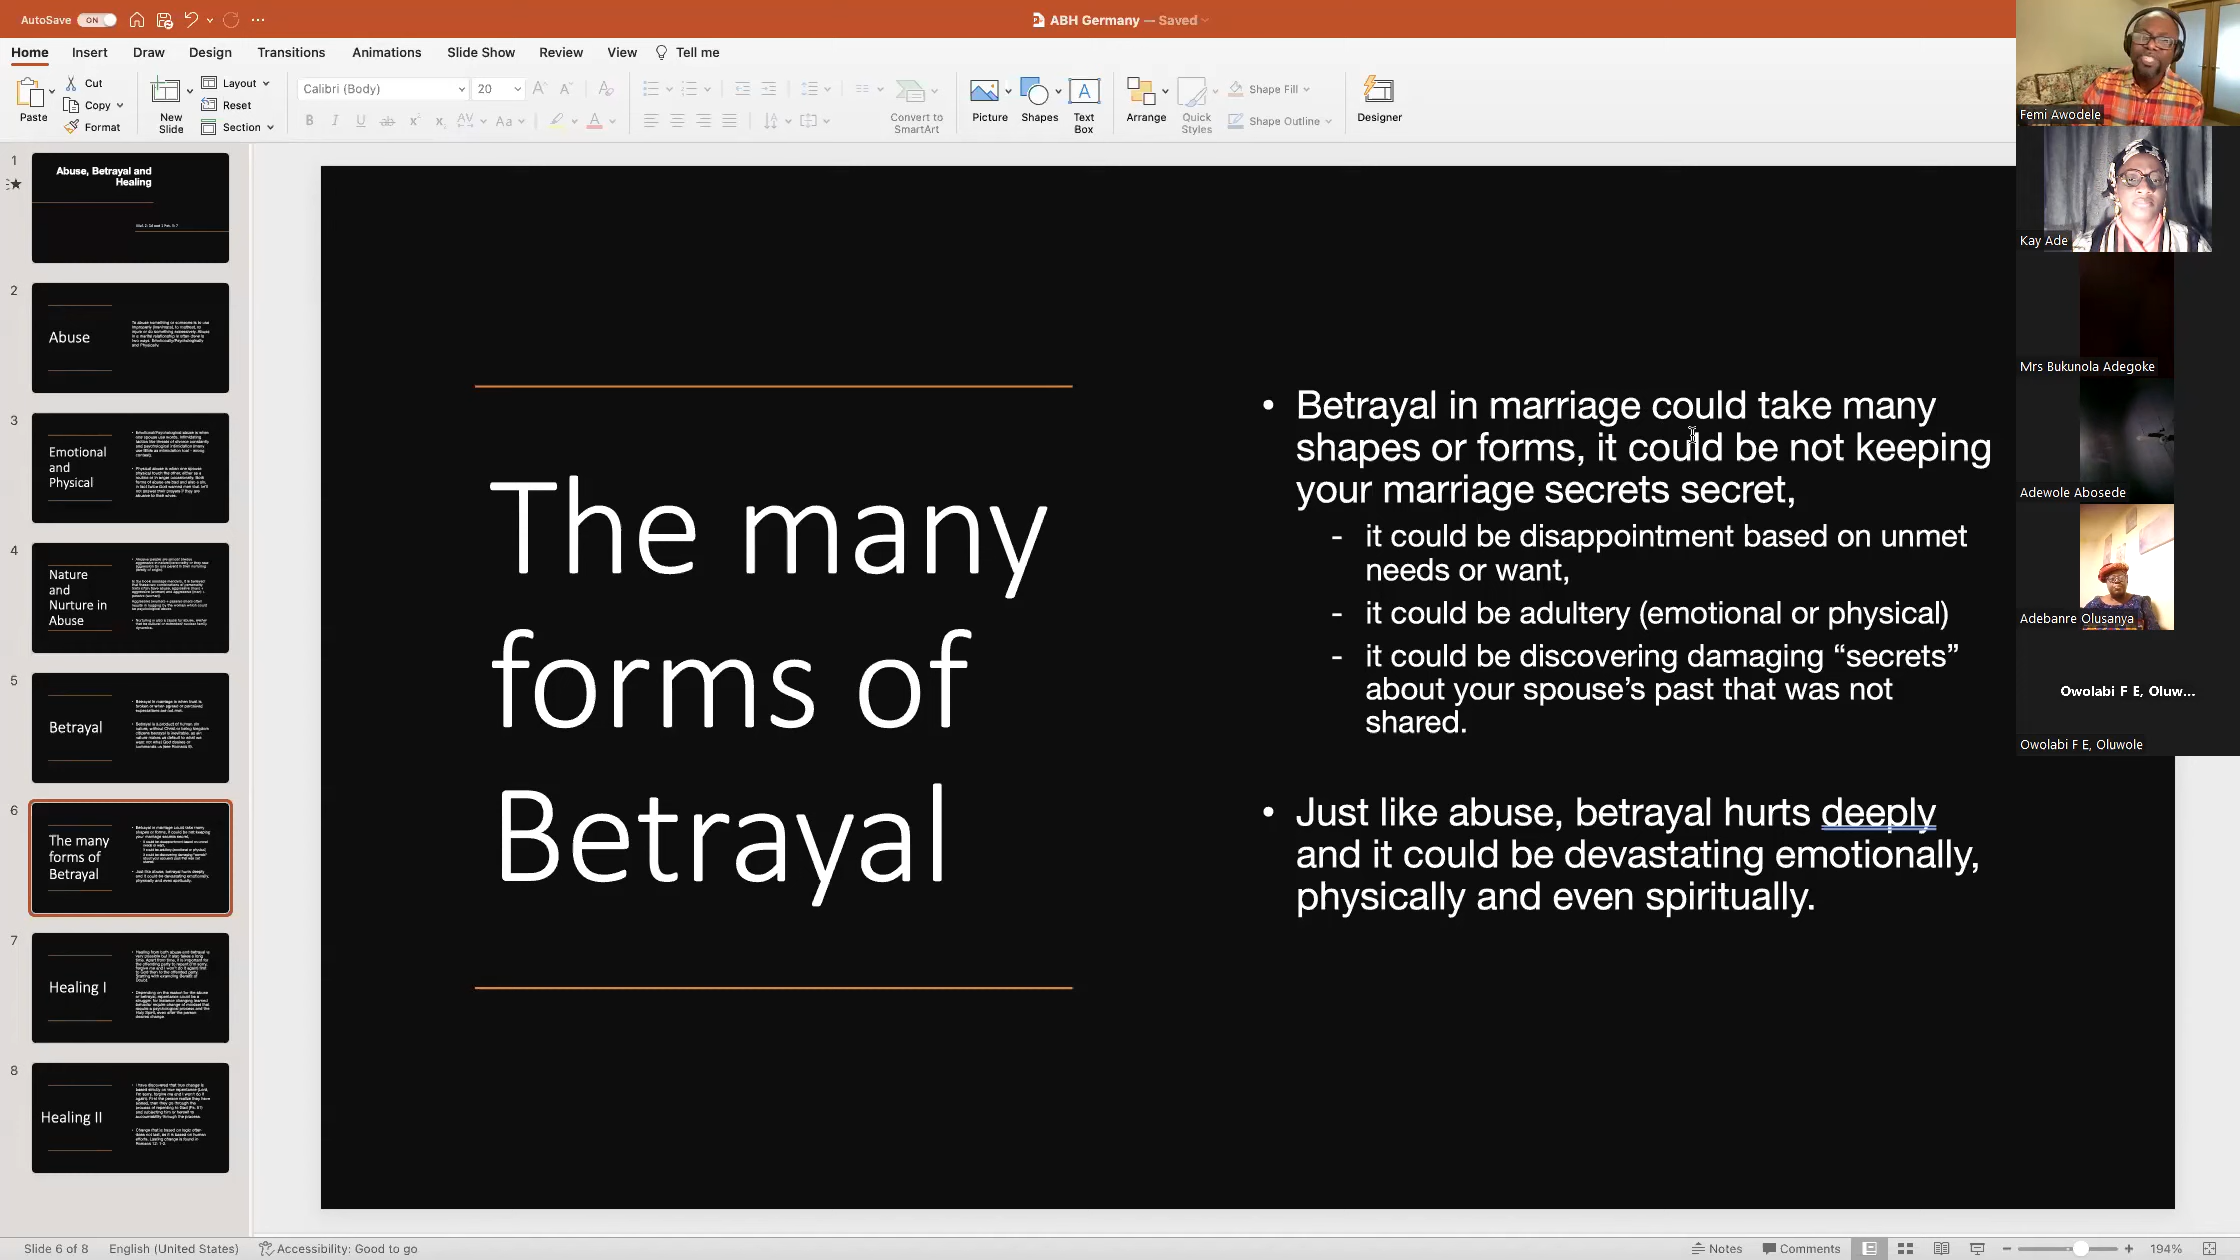 AutoSave ON
ABH Germany — Saved
Home Insert Draw Design Transitions Animations Slide Show Review View Tell me
Paste
Cut
Copy
Format
New Slide
Layout
Reset
Section
Calibri (Body) 20
Convert to SmartArt
Picture
Shapes
Text Box
Arrange
Quick Styles
Shape Fill
Shape Outline
Designer
1
Abuse, Betrayal and
Healing
2
Abuse
3
Emotional
and
Physical
4
Nature
and
Nurture in
Abuse
5
Betrayal
6
The many
forms of
Betrayal
7
Healing I
8
Healing II
The many
forms of
Betrayal
• Betrayal in marriage could take many
shapes or forms, it could be not keeping
your marriage secrets secret,
- it could be disappointment based on unmet
needs or want,
- it could be adultery (emotional or physical)
- it could be discovering damaging “secrets”
about your spouse’s past that was not
shared.
• Just like abuse, betrayal hurts deeply
and it could be devastating emotionally,
physically and even spiritually.
Femi Awodele
Kay Ade
Mrs Bukunola Adegoke
Adewole Abosede
Adebanre Olusanya
Owolabi F E, Oluw...
Owolabi F E, Oluwole
Slide 6 of 8 English (United States) Accessibility: Good to go
Notes Comments 194%